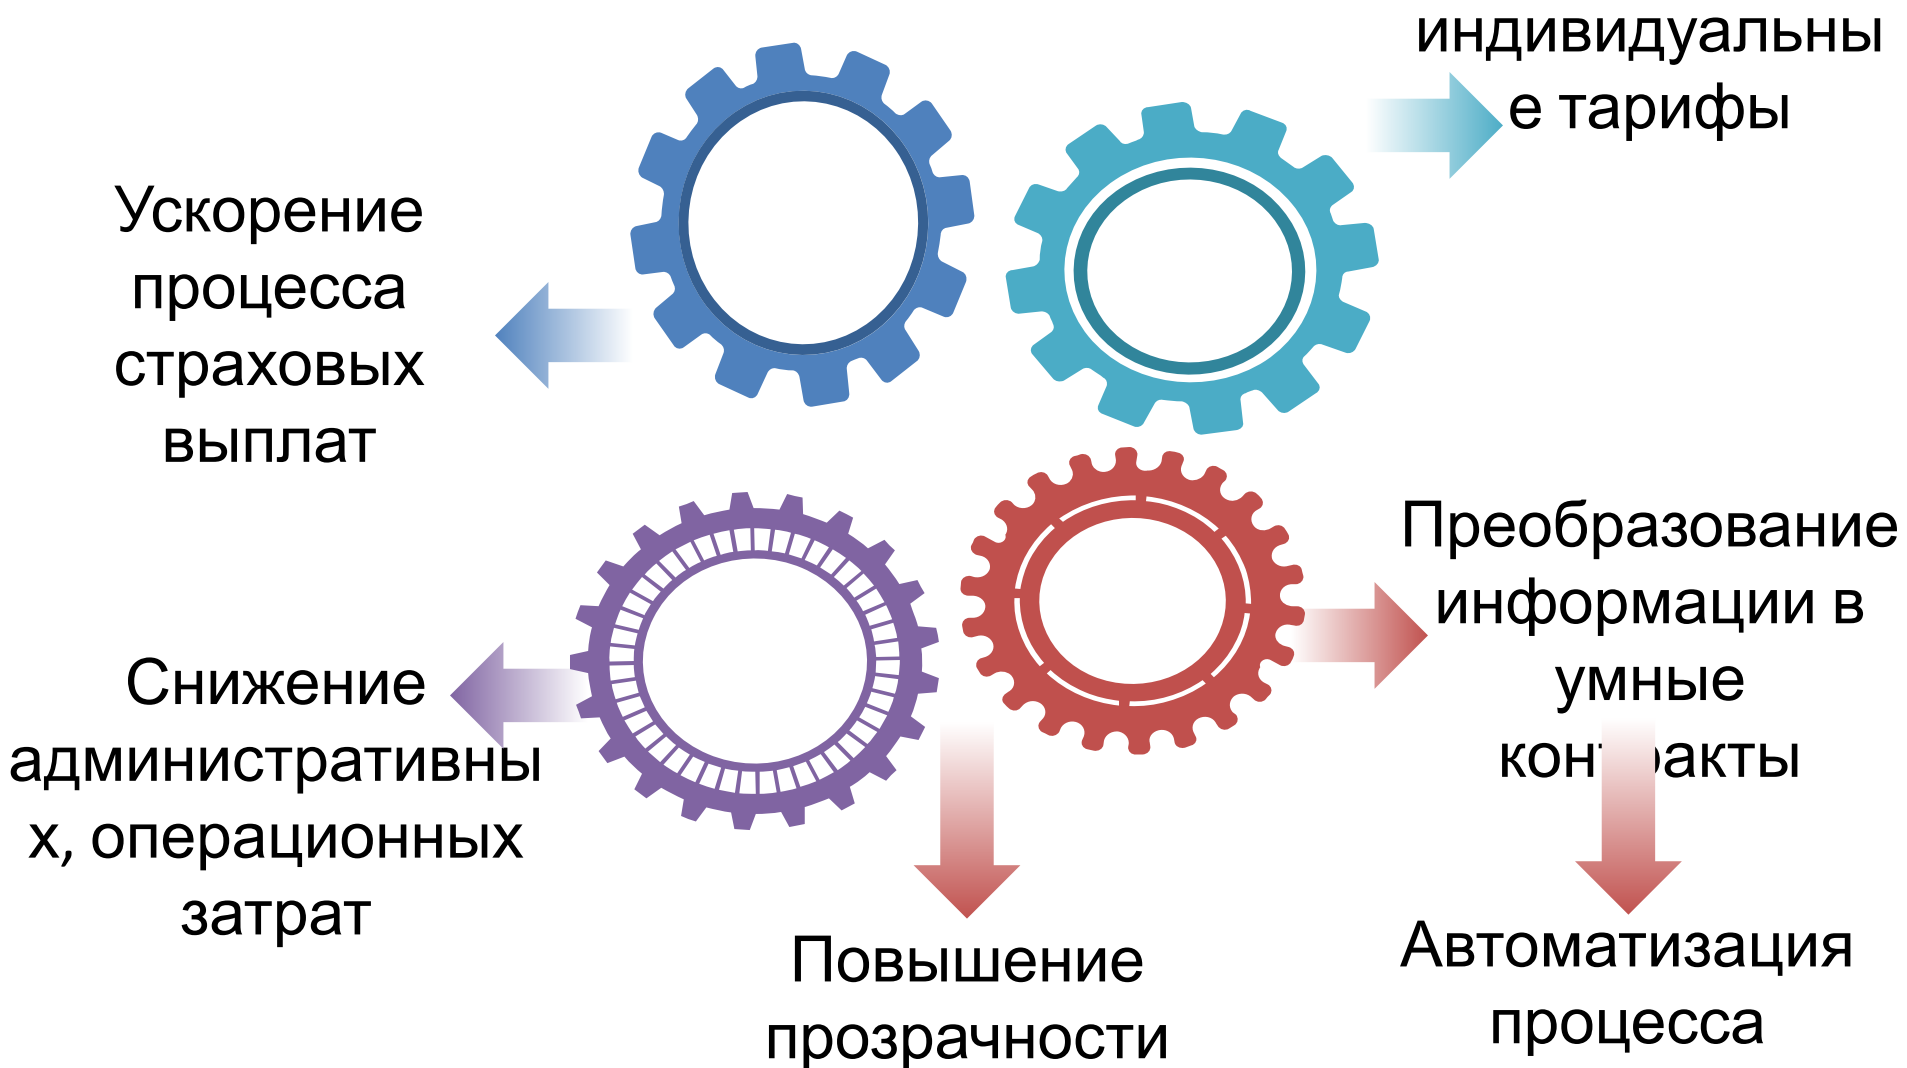 индивидуальны
е тарифы
Ускорение
процесса
страховых
выплат
Преобразование
информации в
умные
контракты
Снижение
административны
х, операционных
затрат
Повышение
прозрачности
Автоматизация
процесса